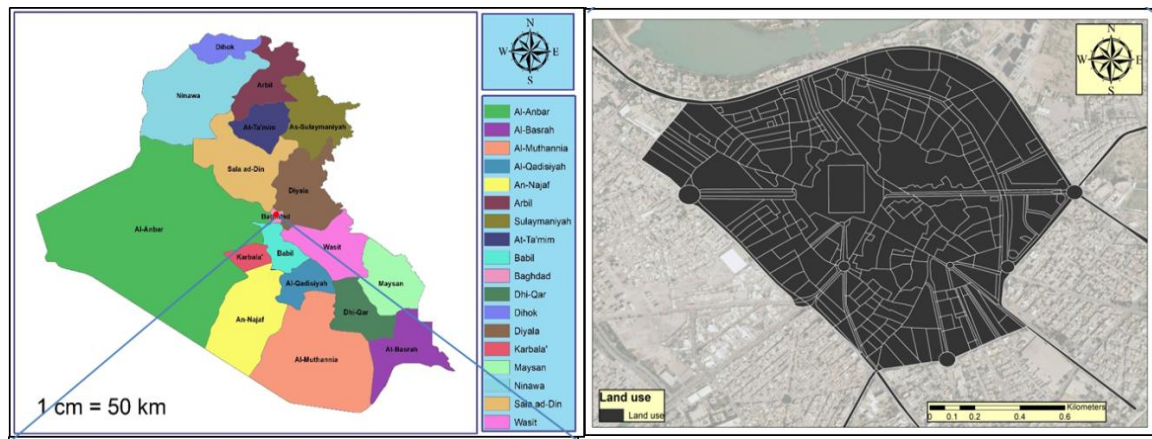 N
W E
S
Dihok
Ninawa
Arbil
At-Ta'mim
As-Sulaymaniyah
Sala ad-Din
Diyala
Baghdad
Al-Anbar
Wasit
Babil
Karbala'
Al-Qadisiyah
Maysan
Dhi-Qar
An-Najaf
Al-Basrah
Al-Muthannia
1 cm = 50 km
Al-Anbar
Al-Basrah
Al-Muthannia
Al-Qadisiyah
An-Najaf
Arbil
Sulaymaniyah
At-Ta'mim
Babil
Baghdad
Dhi-Qar
Dihok
Diyala
Karbala'
Maysan
Ninawa
Sala ad-Din
Wasit
N
W E
S
Land use
Land use
Kilometers
0 0.1 0.2 0.4 0.6